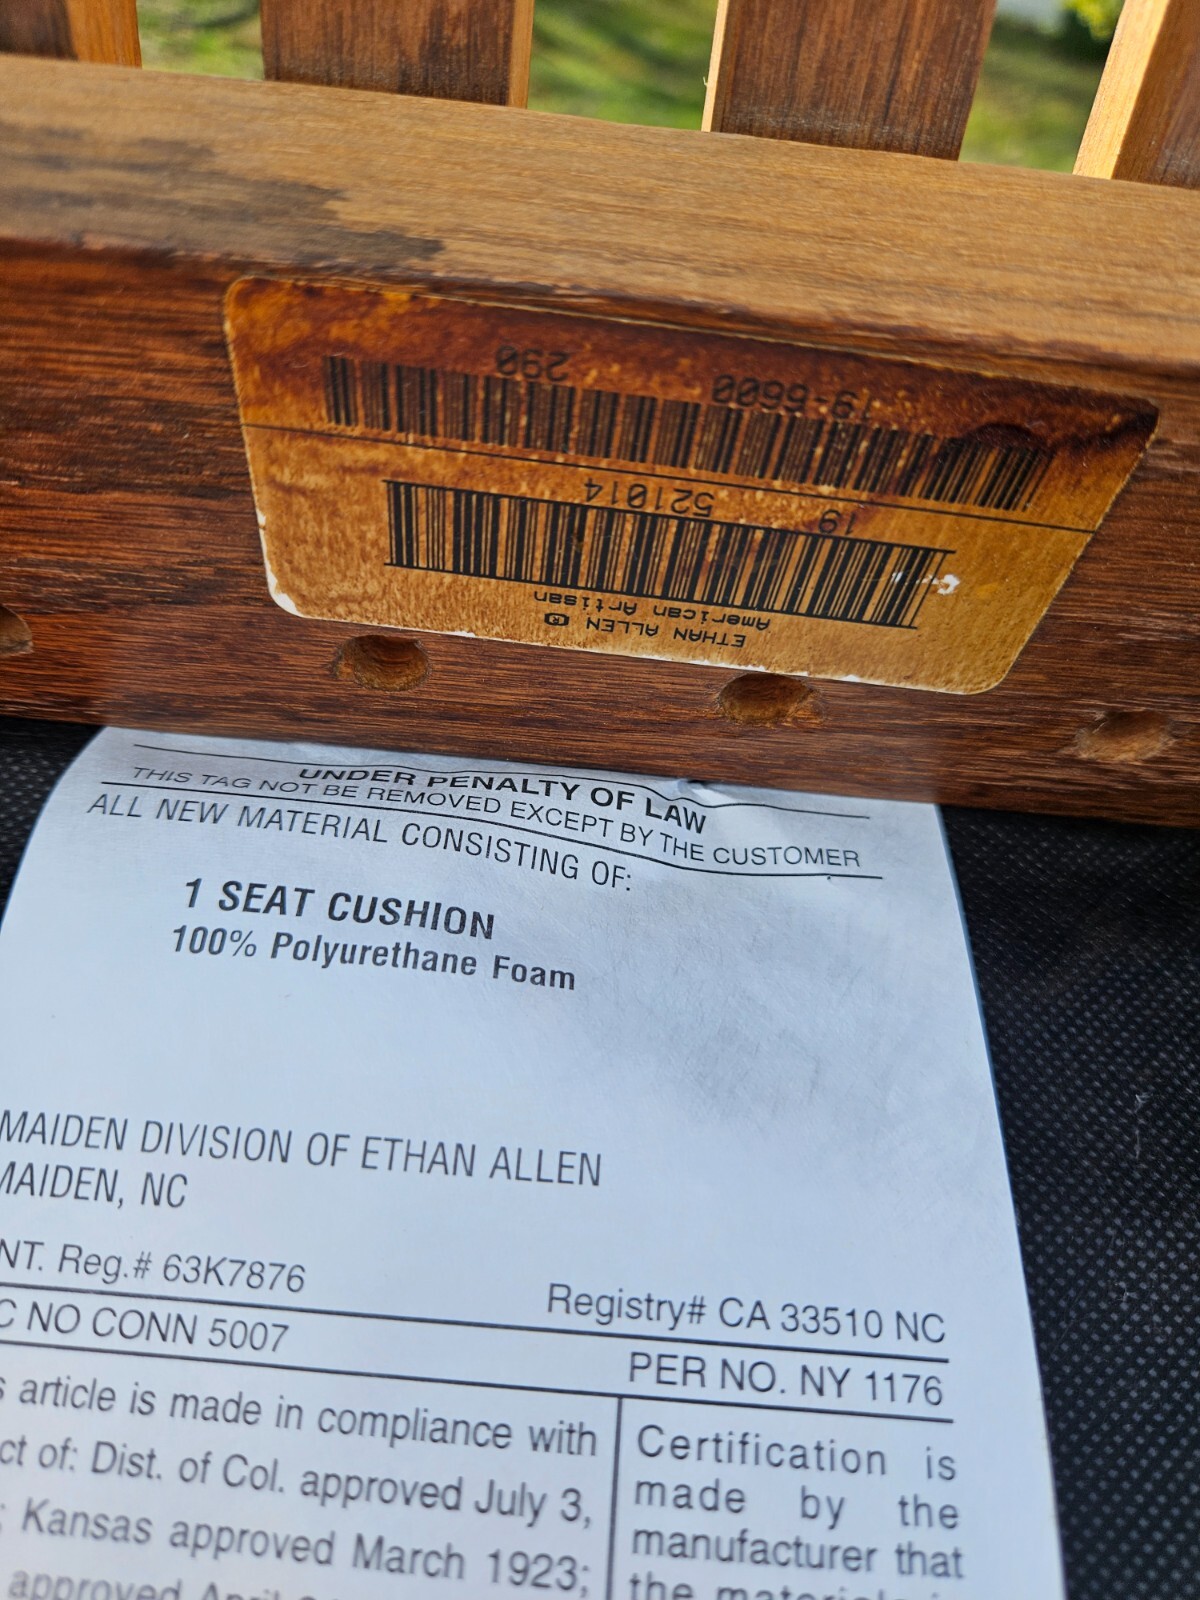 ETHAN ALLEN ®
American Artisan
19 521014
19-6600 290
UNDER PENALTY OF LAW
THIS TAG NOT BE REMOVED EXCEPT BY THE CUSTOMER
ALL NEW MATERIAL CONSISTING OF:
1 SEAT CUSHION
100% Polyurethane Foam
MAIDEN DIVISION OF ETHAN ALLEN
MAIDEN, NC
NT. Reg.# 63K7876
Registry# CA 33510 NC
C NO CONN 5007
PER NO. NY 1176
s article is made in compliance with
ct of: Dist. of Col. approved July 3,
; Kansas approved March 1923;
approved
Certification is
made by the
manufacturer that
the